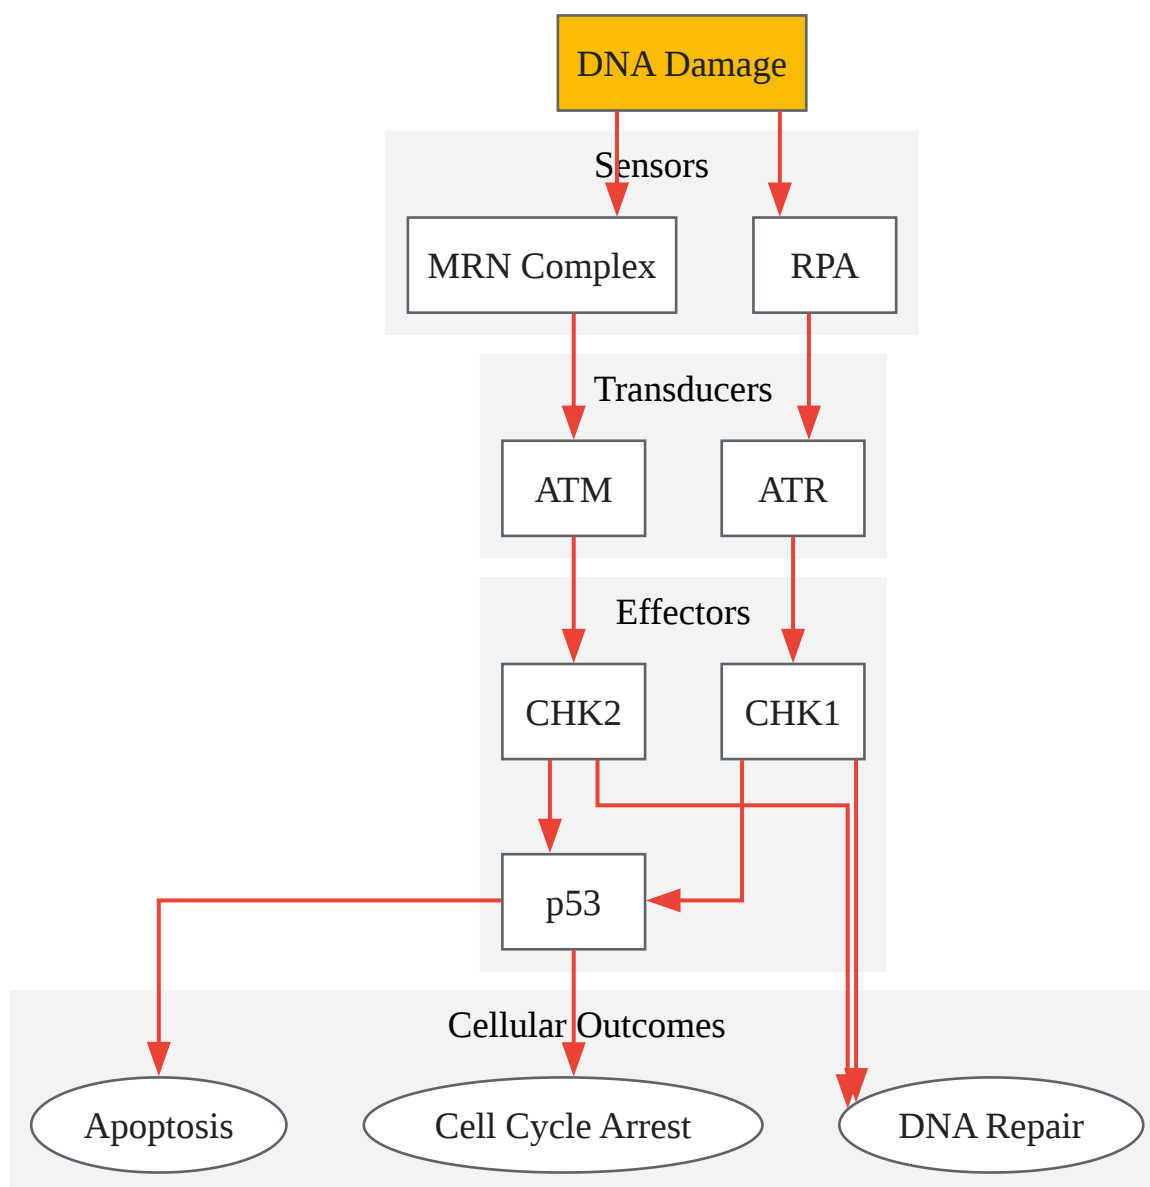 DNA Damage
Sensors
MRN Complex
RPA
Transducers
ATM
ATR
Effectors
CHK2
CHK1
p53
Cellular Outcomes
Apoptosis
Cell Cycle Arrest
DNA Repair